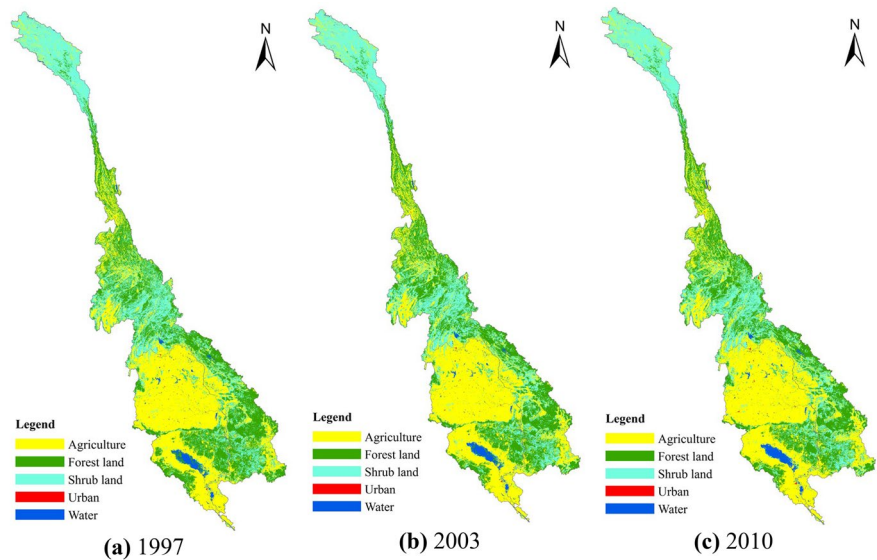 N
N
N
Legend
Agriculture
Forest land
Shrub land
Urban
Water
(a) 1997
Legend
Agriculture
Forest land
Shrub land
Urban
Water
(b) 2003
Legend
Agriculture
Forest land
Shrub land
Urban
Water
(c) 2010